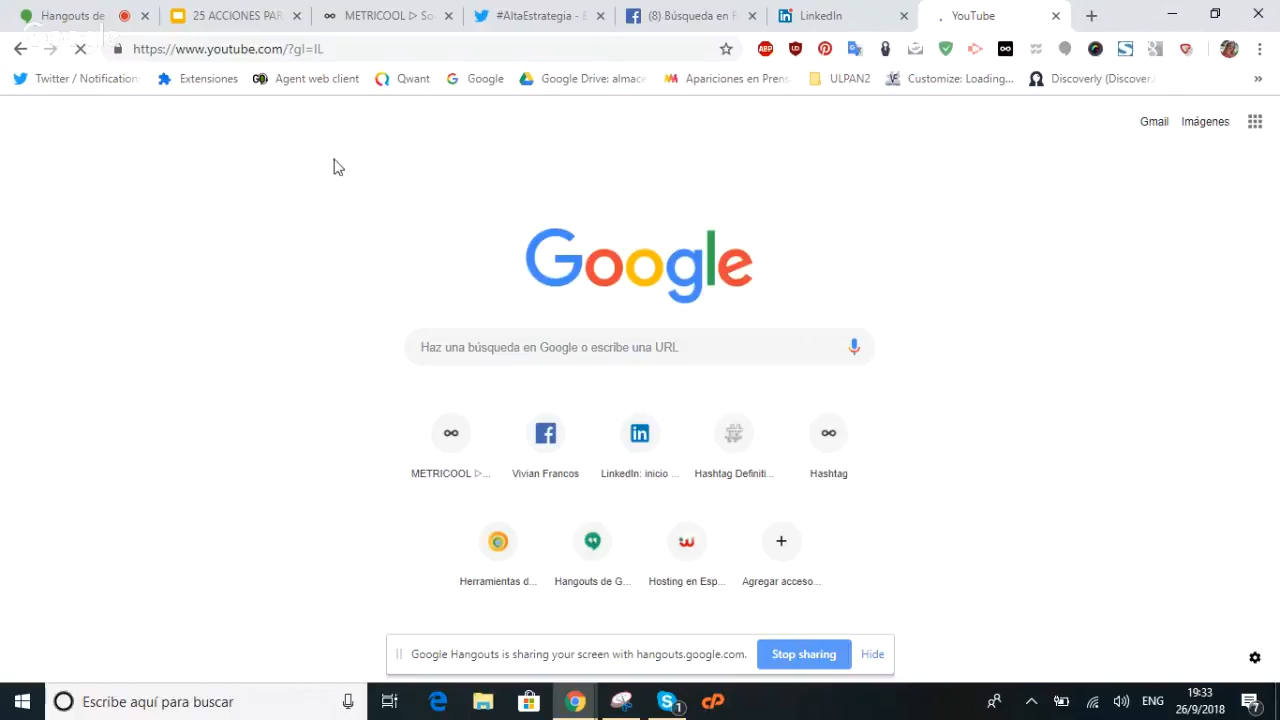 Hangouts de
25 ACCIONES PAR
METRICOOL ▷ So
#AltaEstrategia - E
(8) Búsqueda en
LinkedIn
YouTube
https://www.youtube.com/?gl=IL
Twitter / Notification
Extensiones
Agent web client
Qwant
Google
Google Drive: almace
Apariciones en Prens
ULPAN2
Customize: Loading...
Discoverly (Discover
Gmail
Imágenes
Google
Haz una búsqueda en Google o escribe una URL
METRICOOL ▷...
Vivian Francos
LinkedIn: inicio ...
Hashtag Definiti...
Hashtag
Herramientas d...
Hangouts de G...
Hosting en Esp...
Agregar acceso...
Google Hangouts is sharing your screen with hangouts.google.com.
Stop sharing
Hide
Escribe aquí para buscar
ENG
19:33
26/9/2018